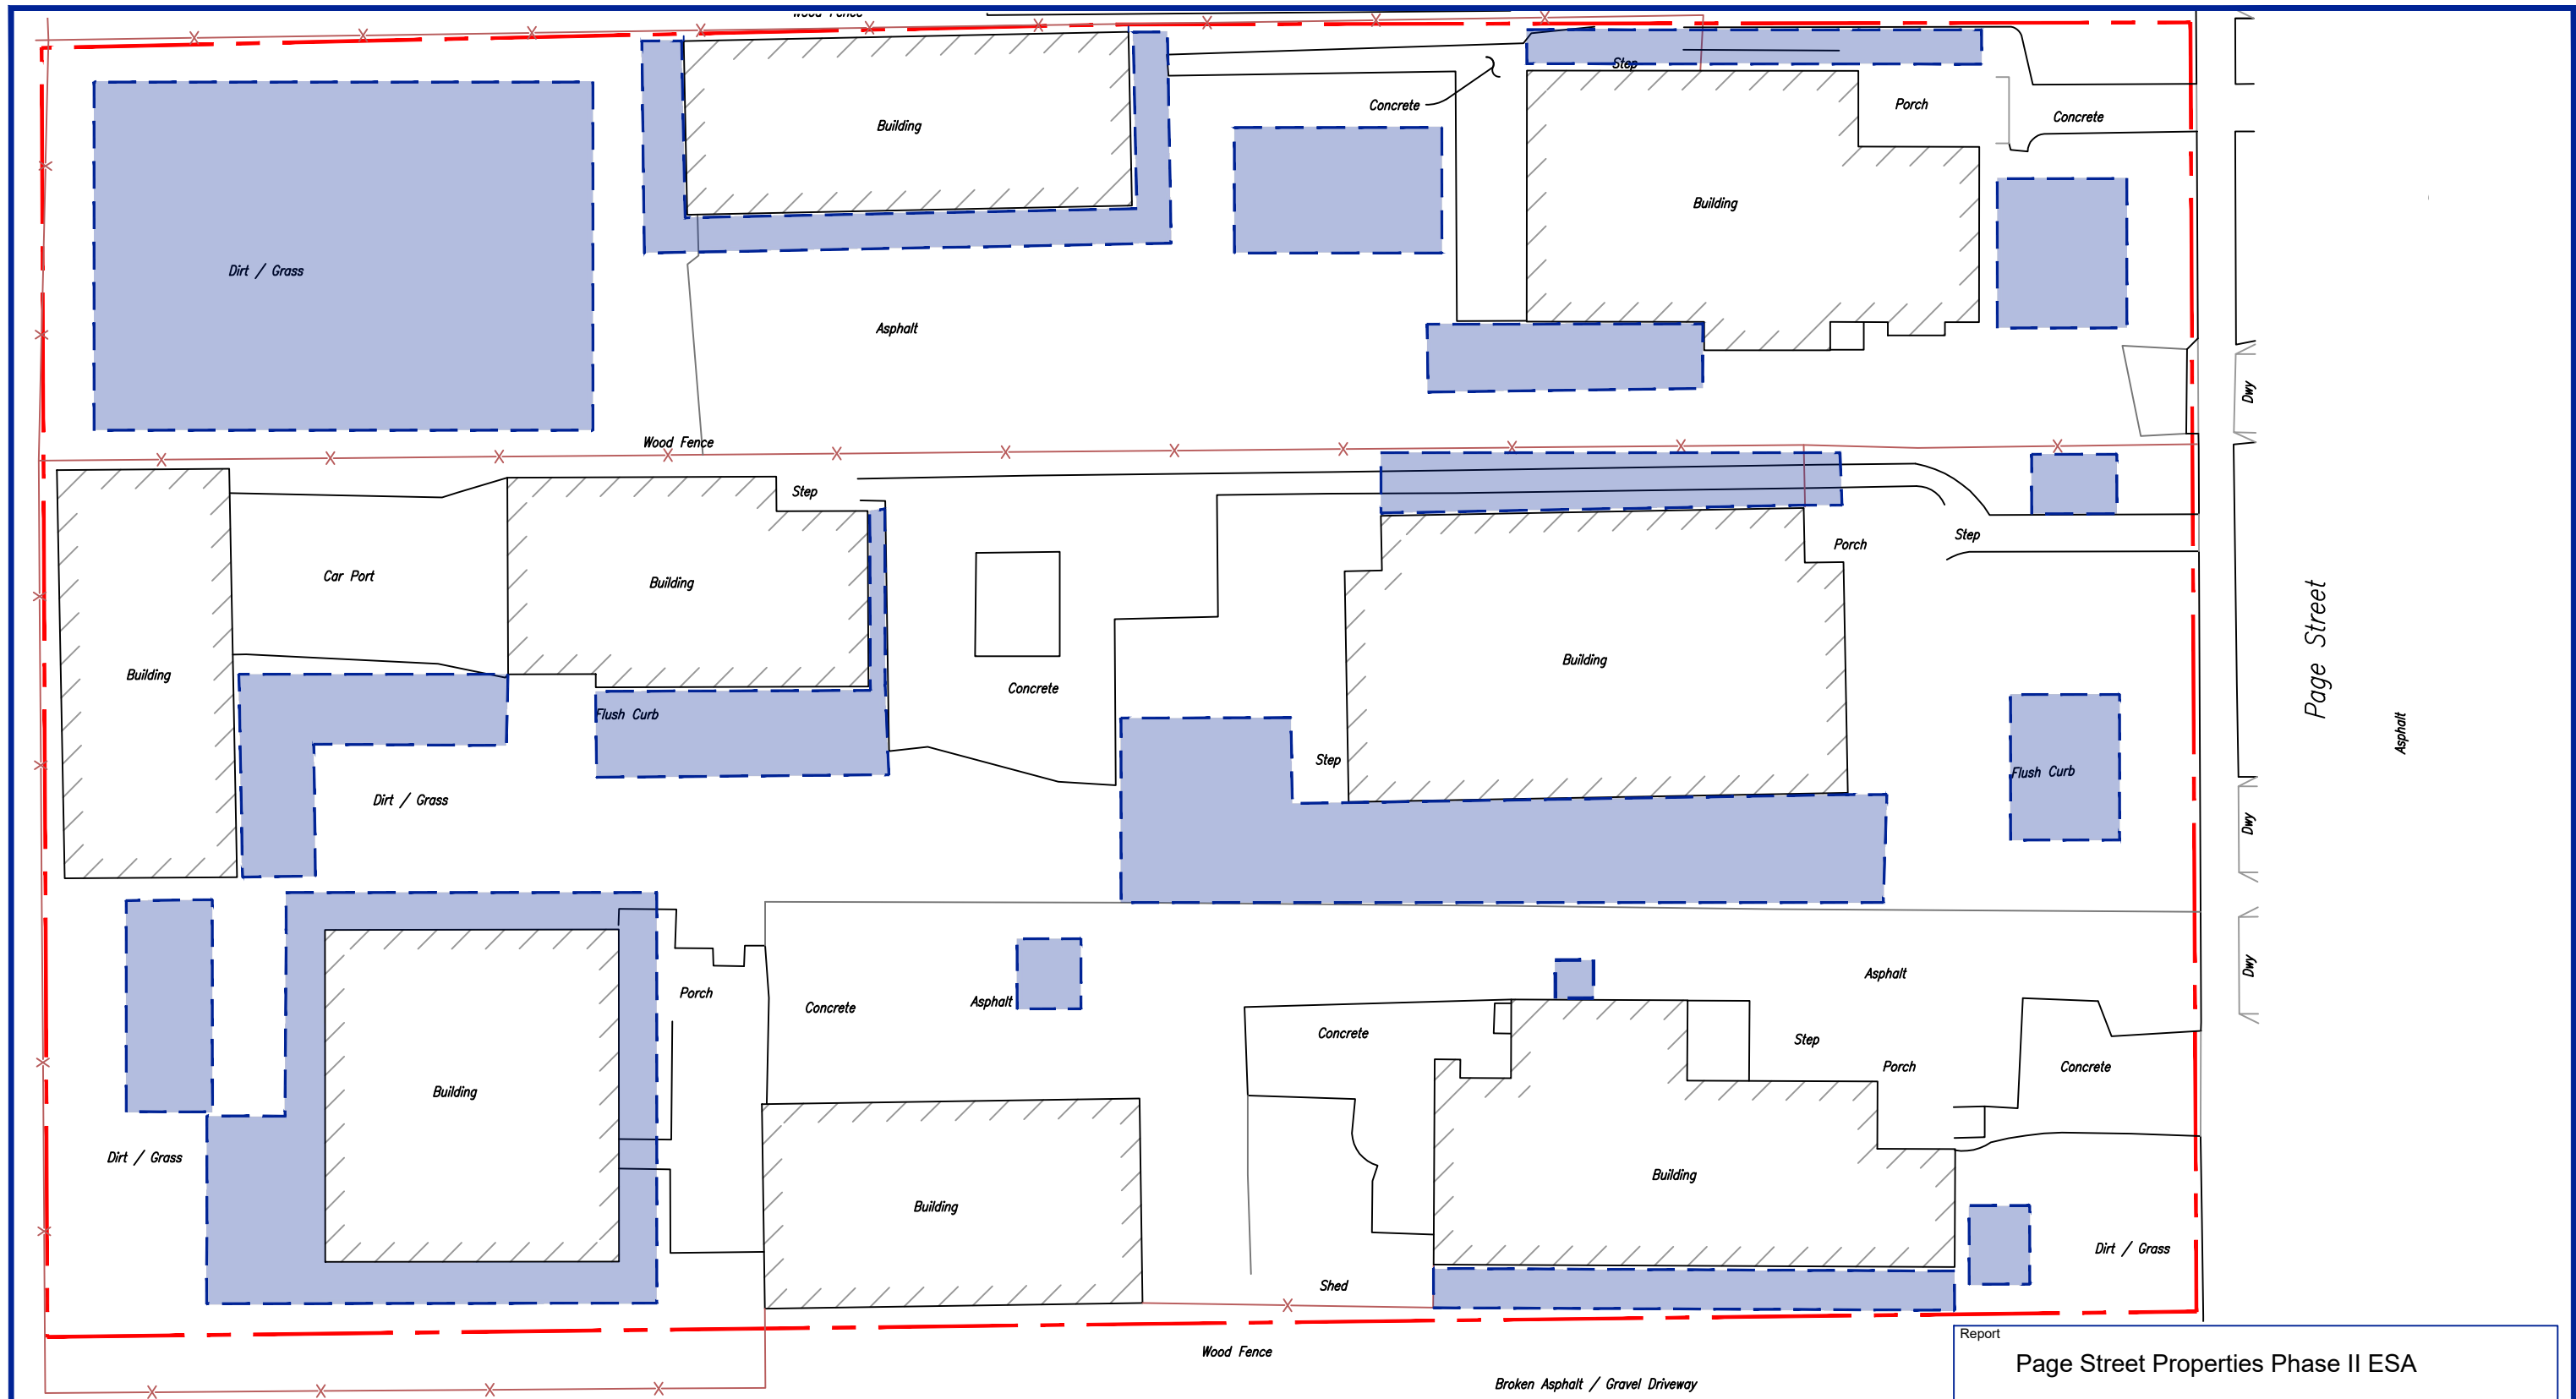 Wood Fence
Step
Concrete
Porch
Concrete
Building
Building
Dirt / Grass
Asphalt
Dwy
Wood Fence
Step
Step
Porch
Car Port
Building
Building
Building
Concrete
Page Street
Flush Curb
Asphalt
Step
Flush Curb
Dirt / Grass
Dwy
Dwy
Asphalt
Porch
Concrete
Asphalt
Concrete
Step
Porch
Concrete
Building
Dirt / Grass
Building
Building
Dirt / Grass
Shed
Wood Fence
Broken Asphalt / Gravel Driveway
Report
Page Street Properties Phase II ESA